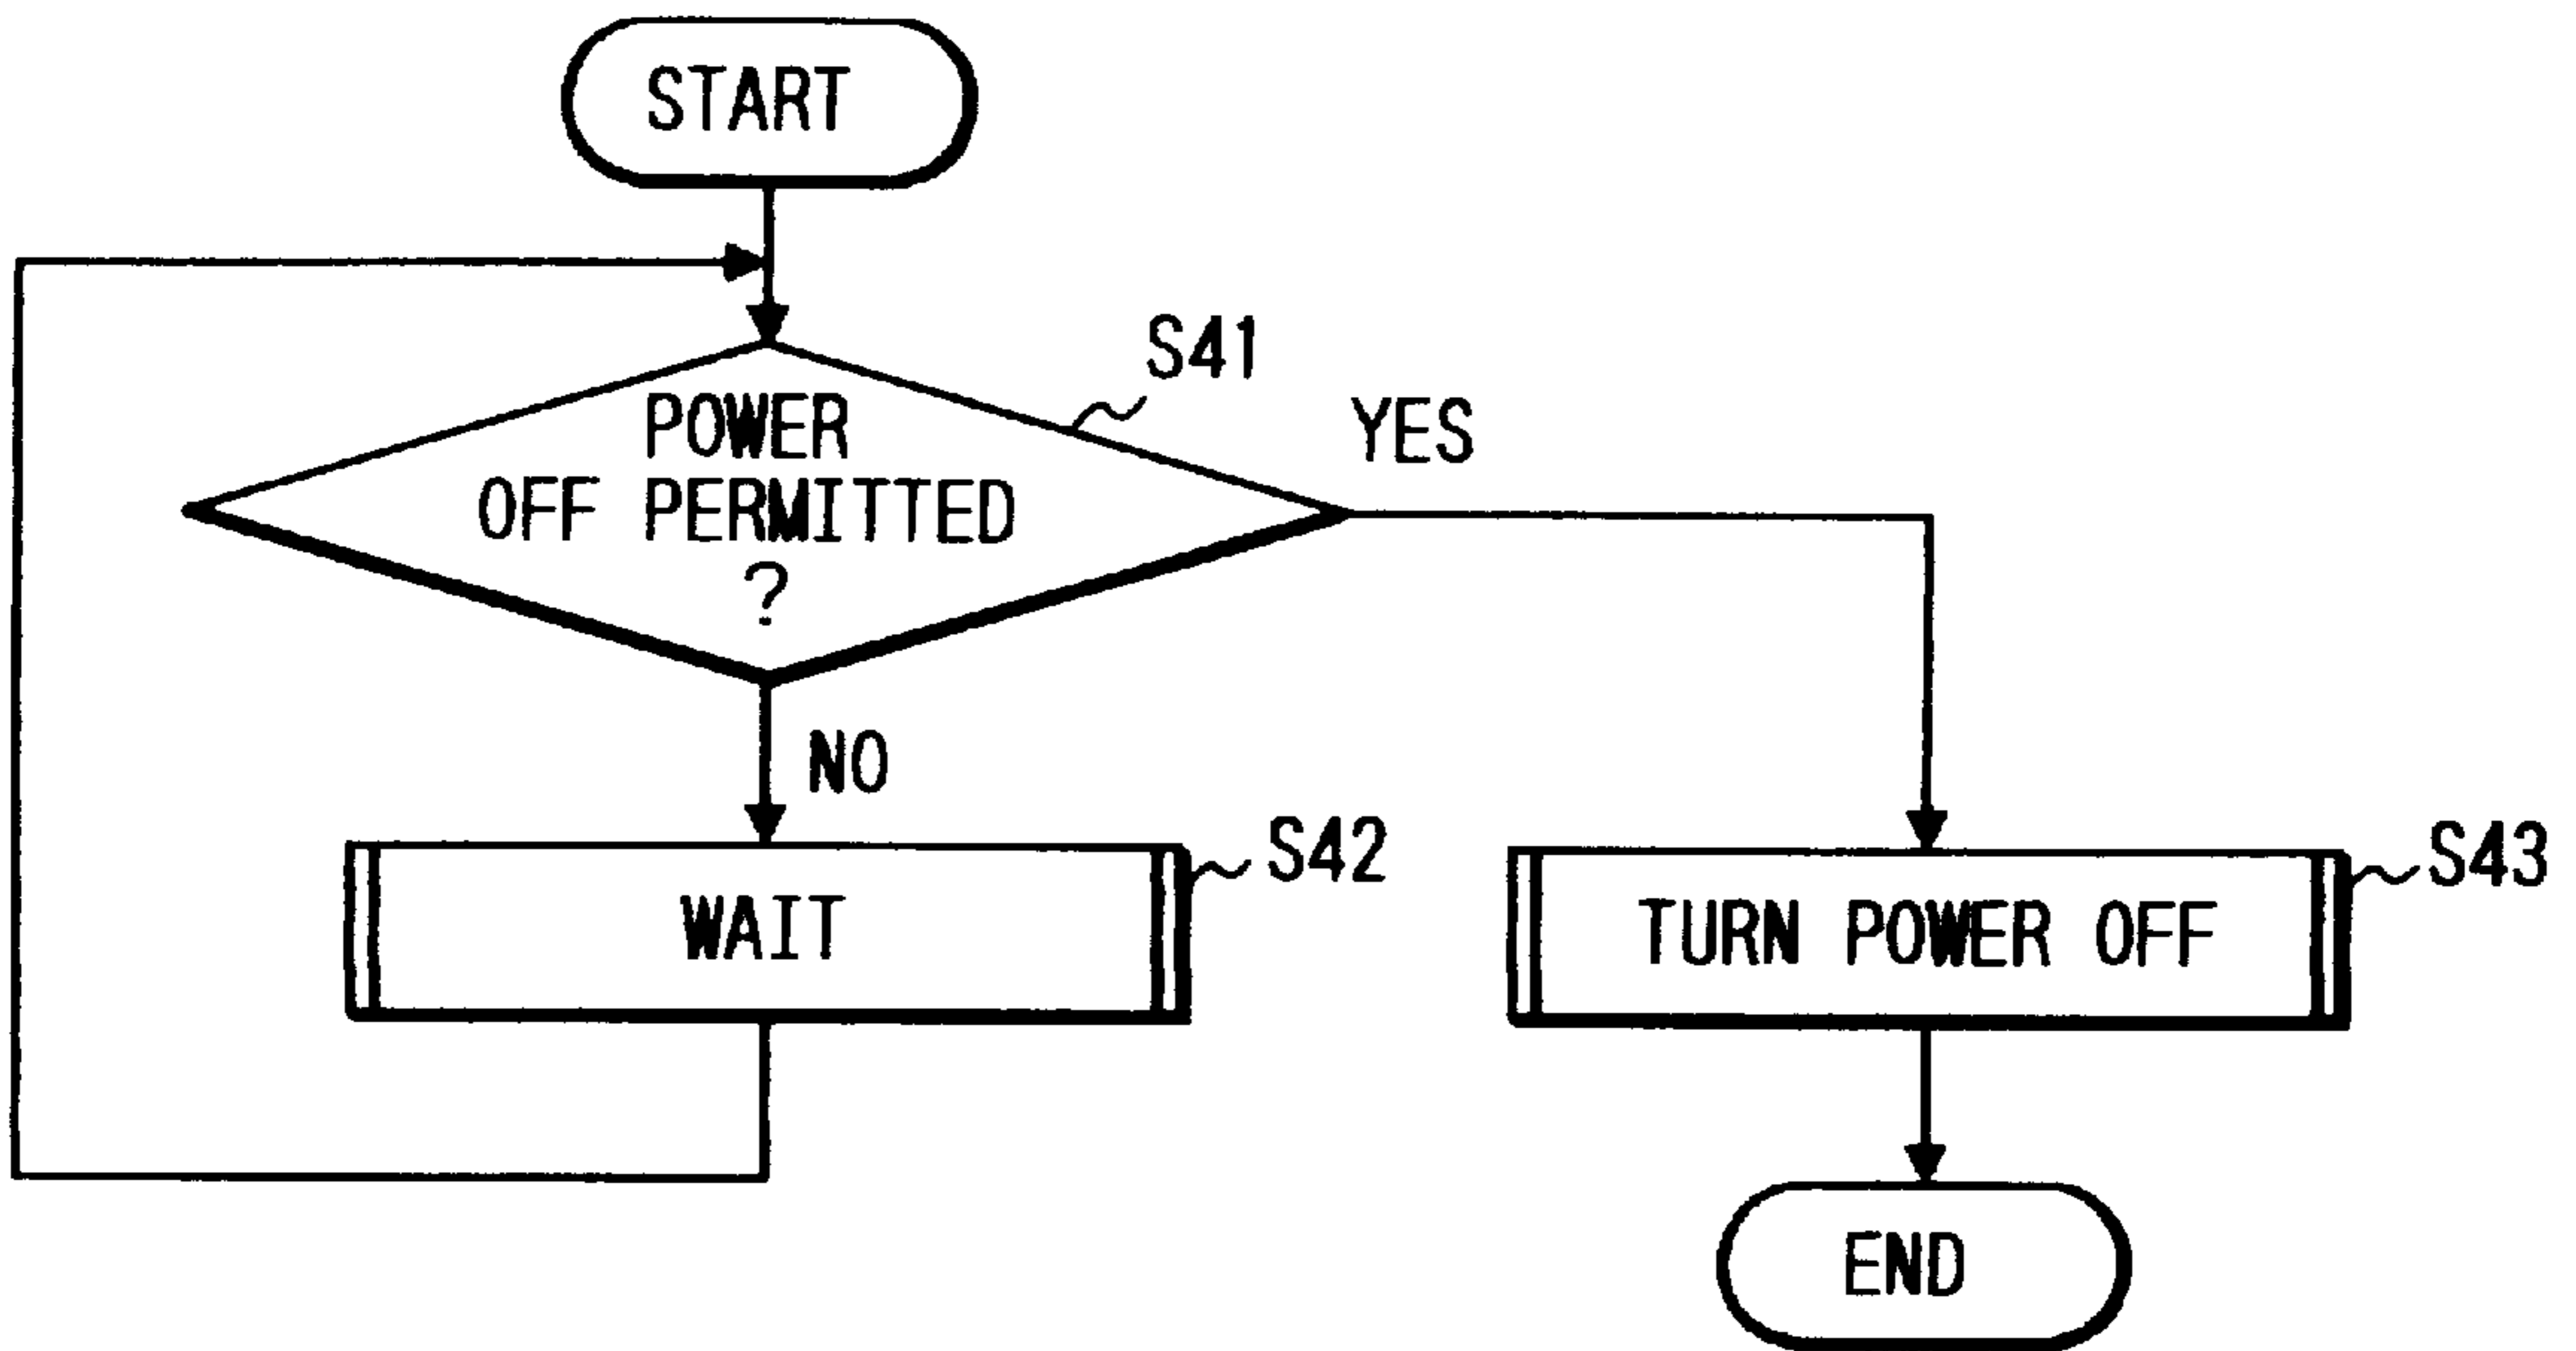 START
S41
POWER
OFF PERMITTED
?
YES
NO
S42
WAIT
S43
TURN POWER OFF
END